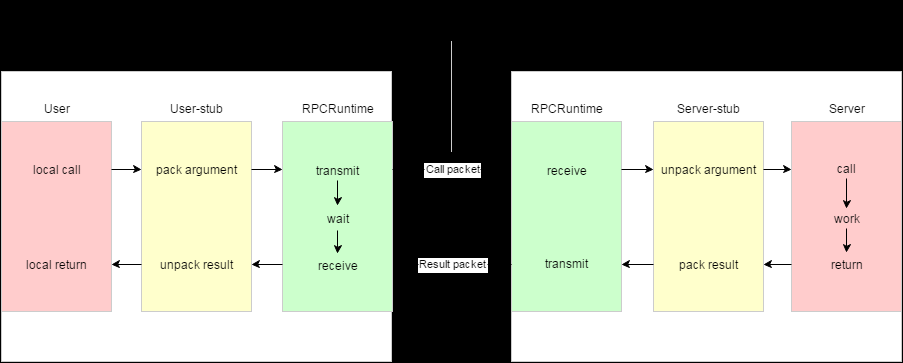 User
User-stub
RPCRuntime
RPCRuntime
Server-stub
Server
local call
pack argument
transmit
Call packet
receive
unpack argument
call
wait
work
local return
unpack result
receive
Result packet
transmit
pack result
return